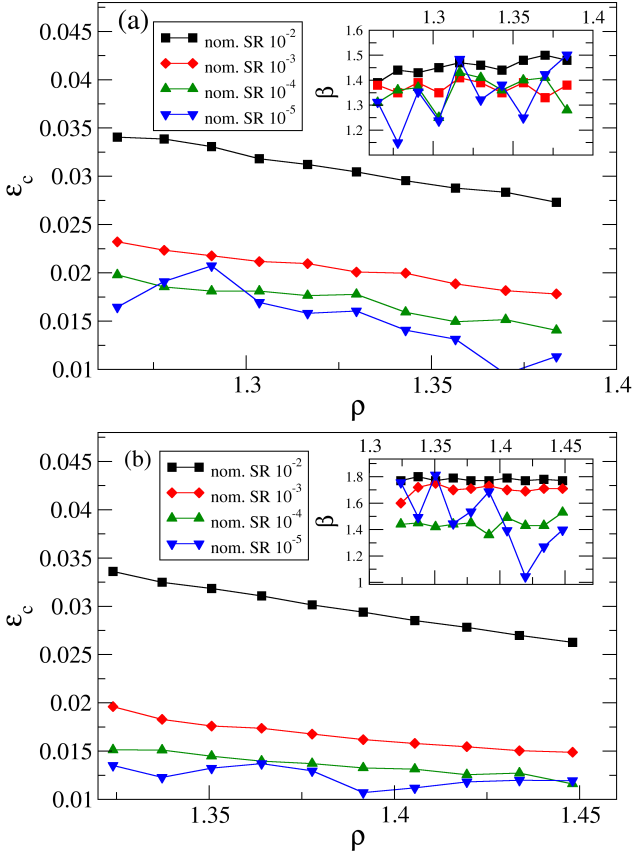 (a)
nom. SR 10⁻²
nom. SR 10⁻³
nom. SR 10⁻⁴
nom. SR 10⁻⁵
1.3 1.35 1.4
1.6
1.5
1.4
1.3
1.2
β
0.045
0.04
0.035
0.03
0.025
0.02
0.015
0.01
ε_c
1.3 1.35 1.4
ρ
(b)
nom. SR 10⁻²
nom. SR 10⁻³
nom. SR 10⁻⁴
nom. SR 10⁻⁵
1.3 1.35 1.4 1.45
1.8
1.6
1.4
1.2
1
β
0.045
0.04
0.035
0.03
0.025
0.02
0.015
0.01
ε_c
1.35 1.4 1.45
ρ